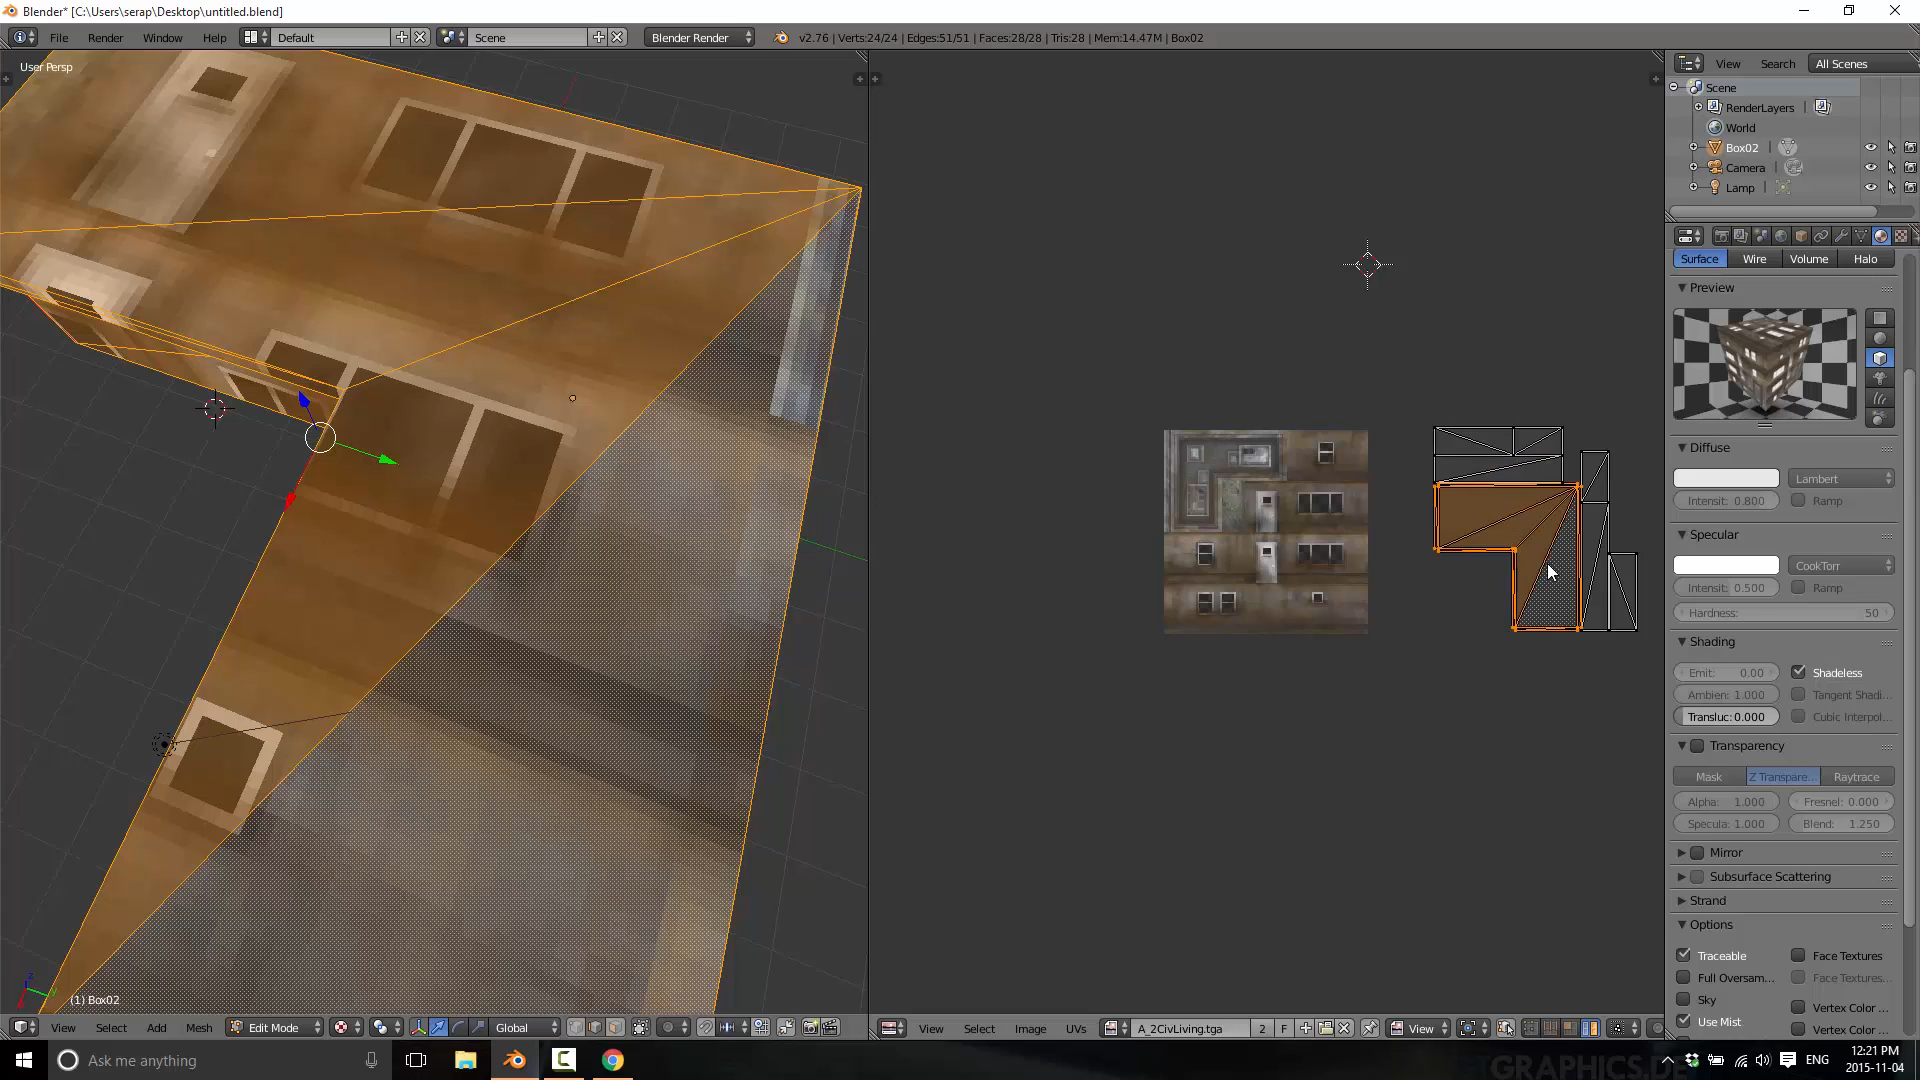 Blender* [C:\Users\serap\Desktop\untitled.blend]
File Render Window Help Default Scene Blender Render v2.76 | Verts:24/24 | Edges:51/51 | Faces:28/28 | Tris:28 | Mem:14.47M | Box02
User Persp
View Search All Scenes
Scene
RenderLayers
World
Box02
Camera
Lamp
Surface Wire Volume Halo
Preview
Diffuse
Lambert
Intensit: 0.800 Ramp
Specular
CookTorr
Intensit: 0.500 Ramp
Hardness: 50
Shading
Emit: 0.00 Shadeless
Ambien: 1.000 Tangent Shadi...
Transluc: 0.000 Cubic Interpol...
Transparency
Mask Z Transpare... Raytrace
Alpha: 1.000 Fresnel: 0.000
Specula: 1.000 Blend: 1.250
Mirror
Subsurface Scattering
Strand
Options
Traceable Face Textures
Full Oversam... Face Textures...
Sky Vertex Color ...
Use Mist Vertex Color ...
(1) Box02
View Select Add Mesh Edit Mode Global
View Select Image UVs A_2CivLiving.tga 2 F View
Ask me anything
ENG
12:21 PM
2015-11-04